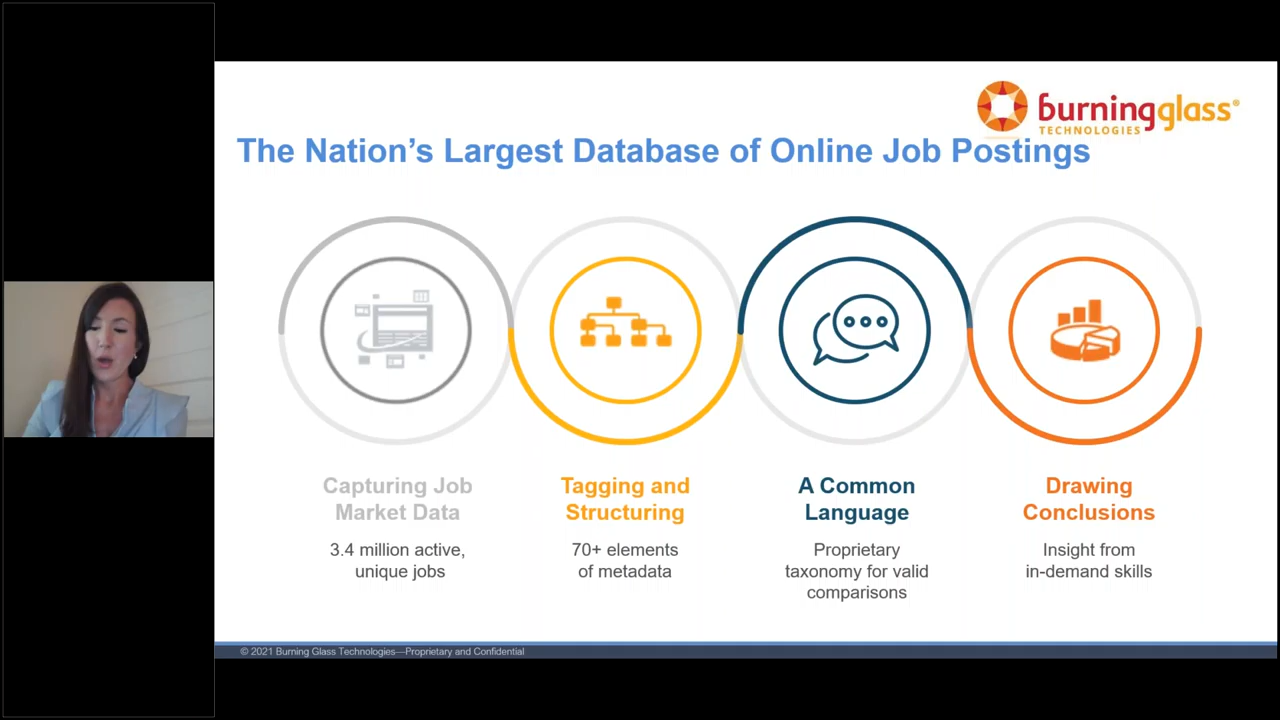 burningglass®
TECHNOLOGIES
The Nation's Largest Database of Online Job Postings
Capturing Job
Market Data
3.4 million active,
unique jobs
Tagging and
Structuring
70+ elements
of metadata
A Common
Language
Proprietary
taxonomy for valid
comparisons
Drawing
Conclusions
Insight from
in-demand skills
© 2021 Burning Glass Technologies—Proprietary and Confidential